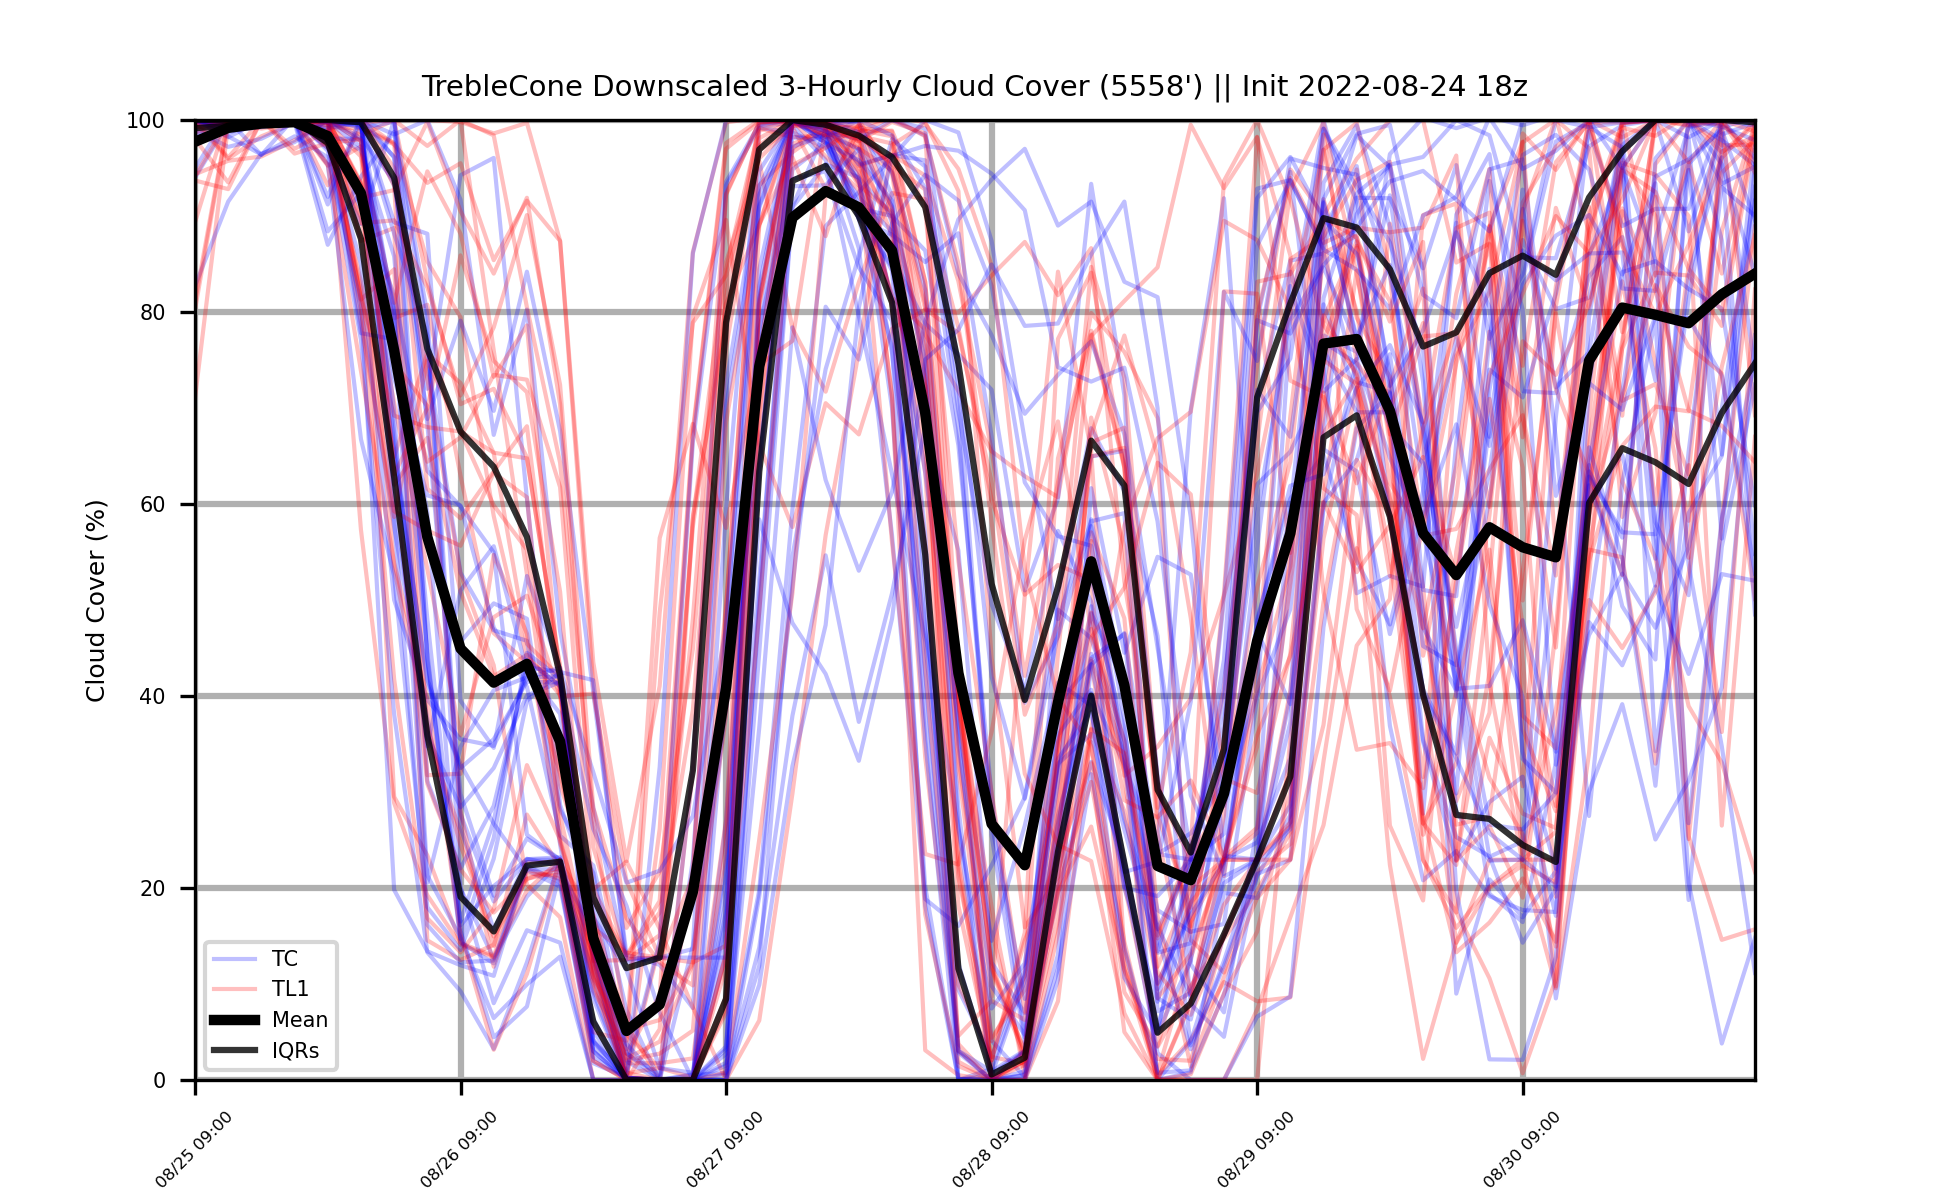 TrebleCone Downscaled 3-Hourly Cloud Cover (5558') || Init 2022-08-24 18z
Cloud Cover (%)
100
80
60
40
20
0
TC
TL1
Mean
IQRs
08/25 09:00
08/26 09:00
08/27 09:00
08/28 09:00
08/29 09:00
08/30 09:00